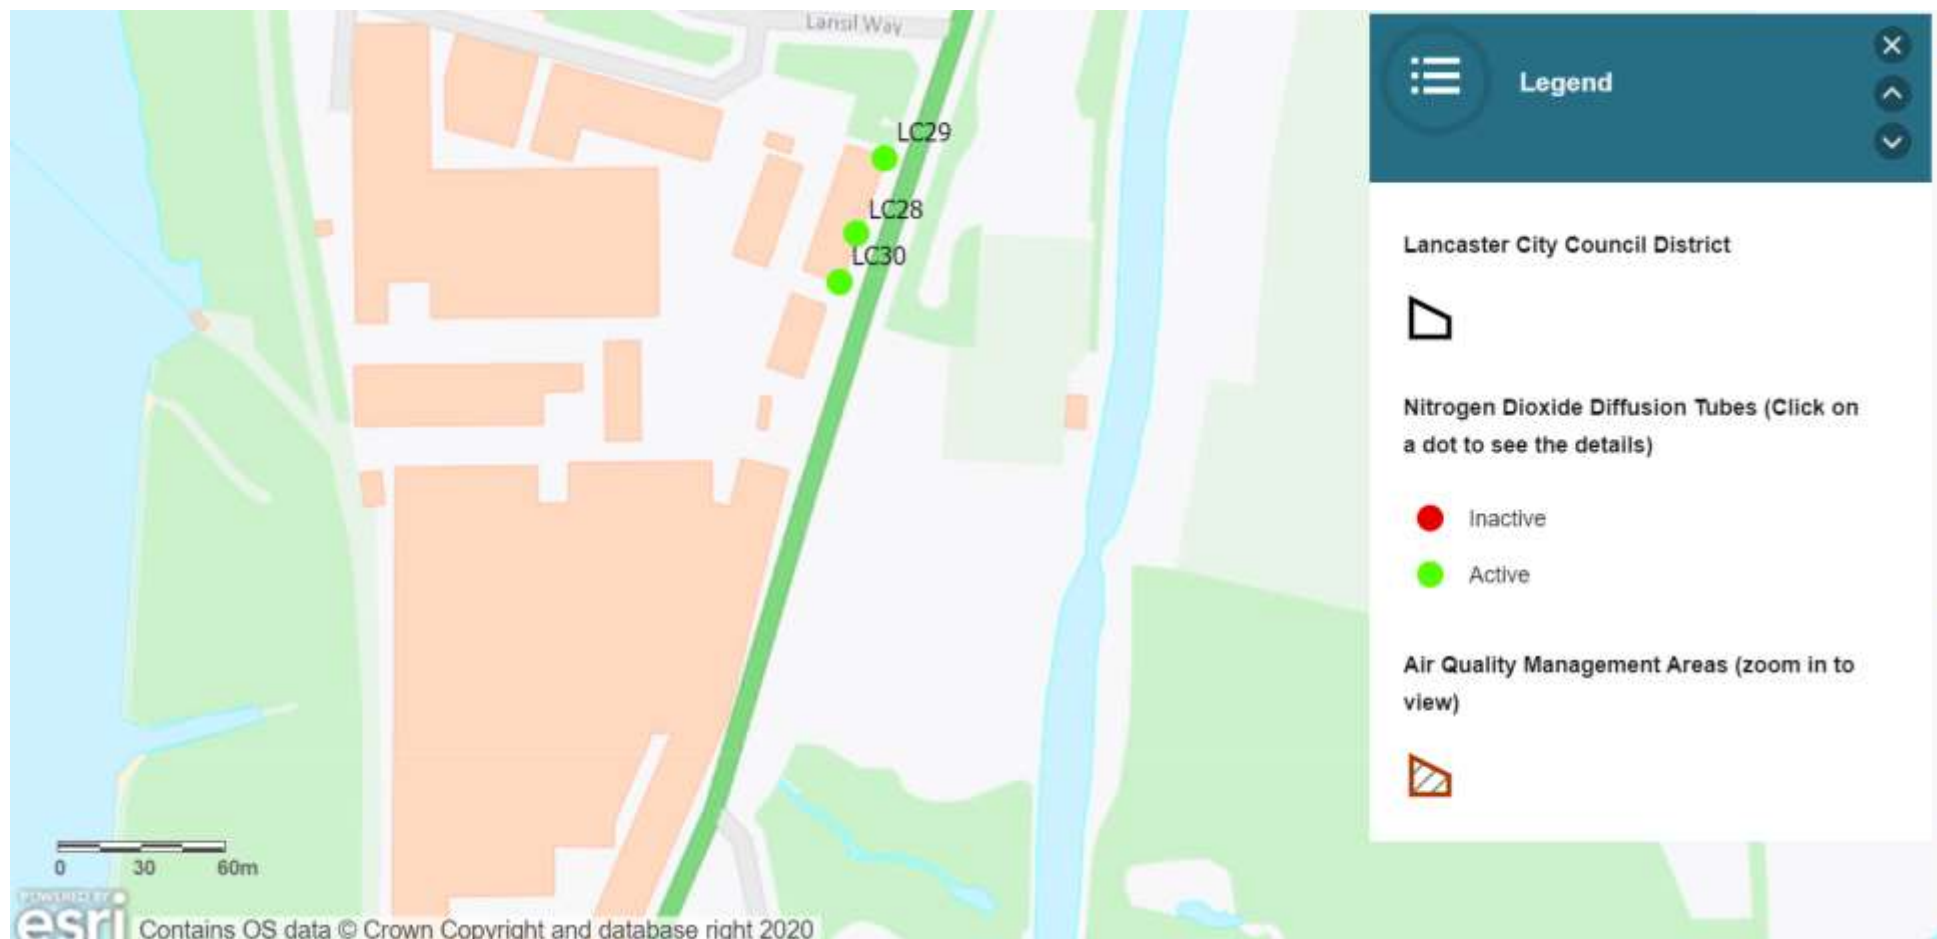 Lansil Way
LC29
LC28
LC30
Legend
Lancaster City Council District
Nitrogen Dioxide Diffusion Tubes (Click on
a dot to see the details)
Inactive
Active
Air Quality Management Areas (zoom in to
view)
0 30 60m
POWERED BY
esri
Contains OS data © Crown Copyright and database right 2020